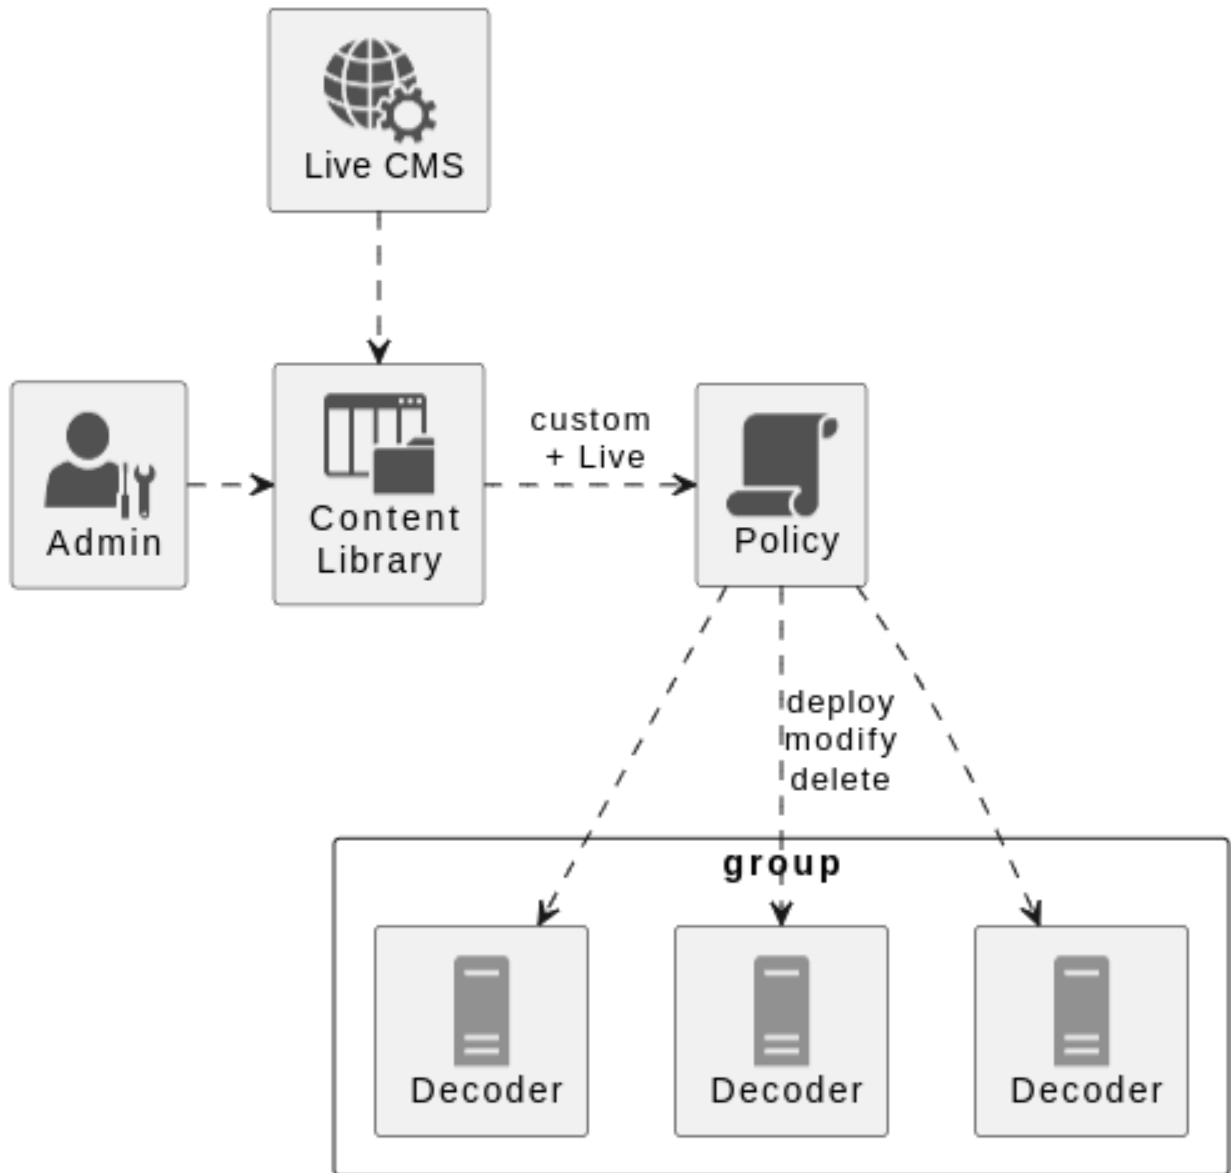 Live CMS
custom
+ Live
Admin
Content
Library
Policy
deploy
modify
delete
group
Decoder
Decoder
Decoder